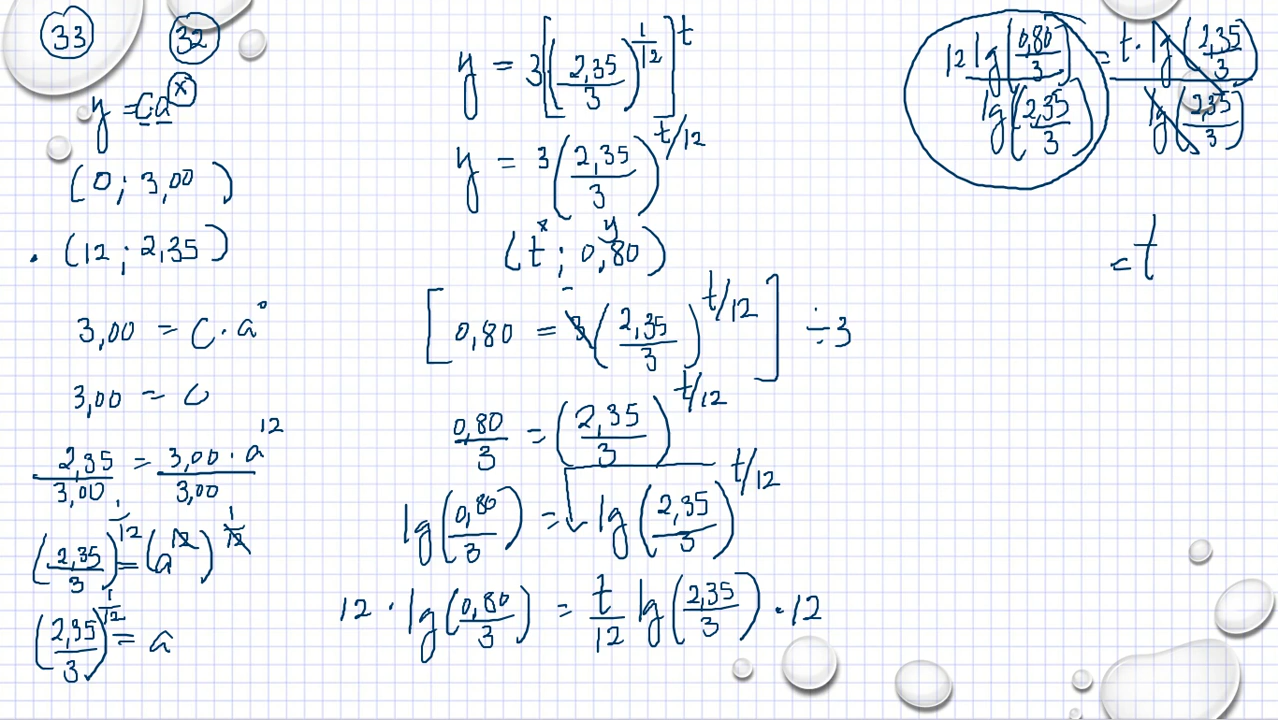 33 32
y = C·a^x
(0 ; 3,00)
. (12 ; 2,35)
3,00 = C · a^0
3,00 = C
2,35/3,00 = 3,00 · a^12/3,00
(2,35/3)^1/12 = (a^12)^1/12
(2,35/3)^1/12 = a
y = 3[(2,35/3)^1/12]^t
y = 3(2,35/3)^t/12
x y
(t ; 0,80)
[0,80 = 3(2,35/3)^t/12] ÷3
0,80/3 = (2,35/3)^t/12
lg(0,80/3) = lg(2,35/3)^t/12
12 · lg(0,80/3) = t/12 lg(2,35/3) · 12
12 lg(0,80/3)/lg(2,35/3) = t · lg(2,35/3)/lg(2,35/3)
= t